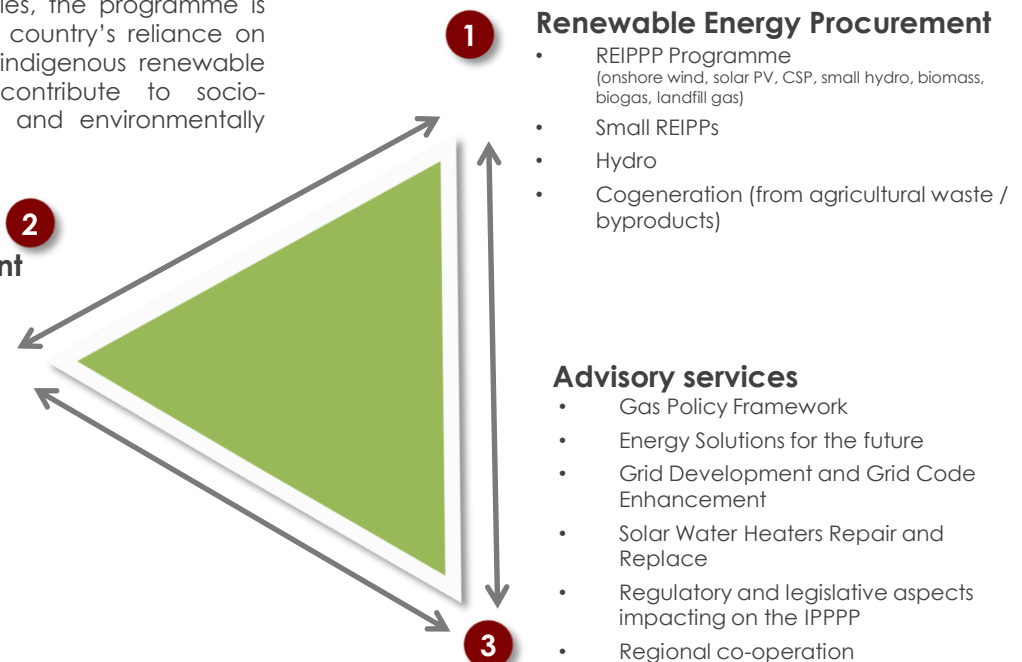 les, the programme is
country's reliance on
indigenous renewable
contribute to socio-
and environmentally
1
Renewable Energy Procurement
• REIPPP Programme
(onshore wind, solar PV, CSP, small hydro, biomass,
biogas, landfill gas)
• Small REIPPs
• Hydro
• Cogeneration (from agricultural waste /
byproducts)
2
nt
Advisory services
• Gas Policy Framework
• Energy Solutions for the future
• Grid Development and Grid Code
Enhancement
• Solar Water Heaters Repair and
Replace
• Regulatory and legislative aspects
impacting on the IPPPP
• Regional co-operation
3